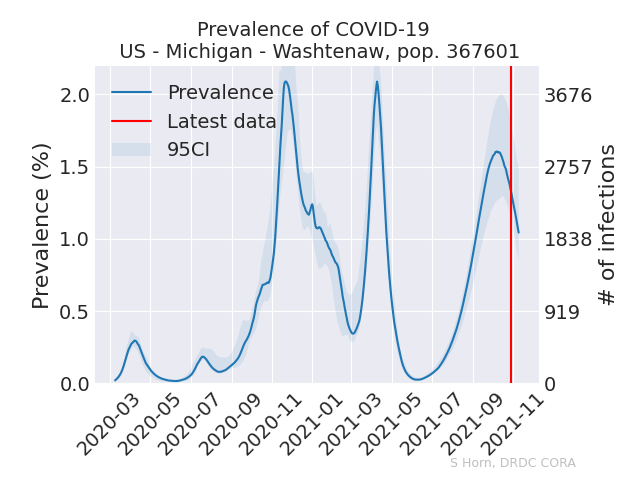 Prevalence of COVID-19
US - Michigan - Washtenaw, pop. 367601
Prevalence
Latest data
95CI
Prevalence (%)
2.0
1.5
1.0
0.5
0.0
3676
2757
1838
919
0
# of infections
2020-03
2020-05
2020-07
2020-09
2020-11
2021-01
2021-03
2021-05
2021-07
2021-09
2021-11
S Horn, DRDC CORA